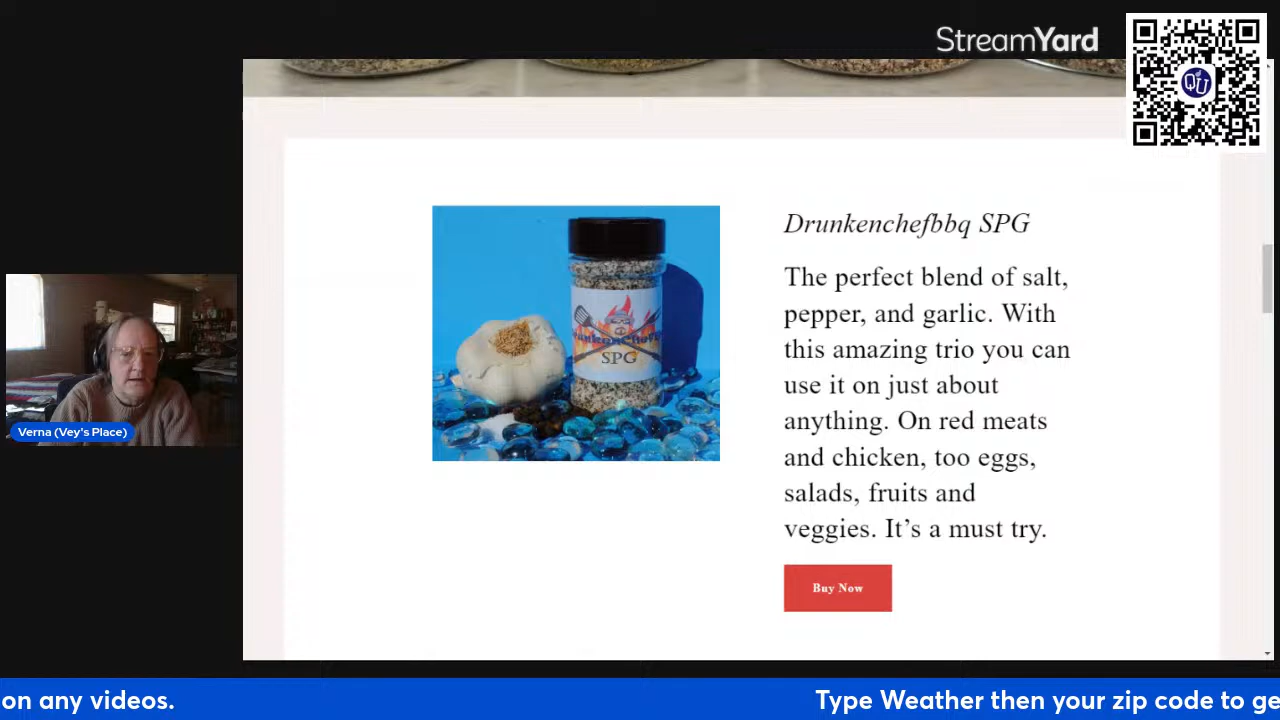 StreamYard
QU
Drunkenchefbbq SPG
The perfect blend of salt,
pepper, and garlic. With
this amazing trio you can
use it on just about
anything. On red meats
and chicken, too eggs,
salads, fruits and
veggies. It’s a must try.
Buy Now
SPG
Verna (Vey's Place)
on any videos.
Type Weather then your zip code to ge